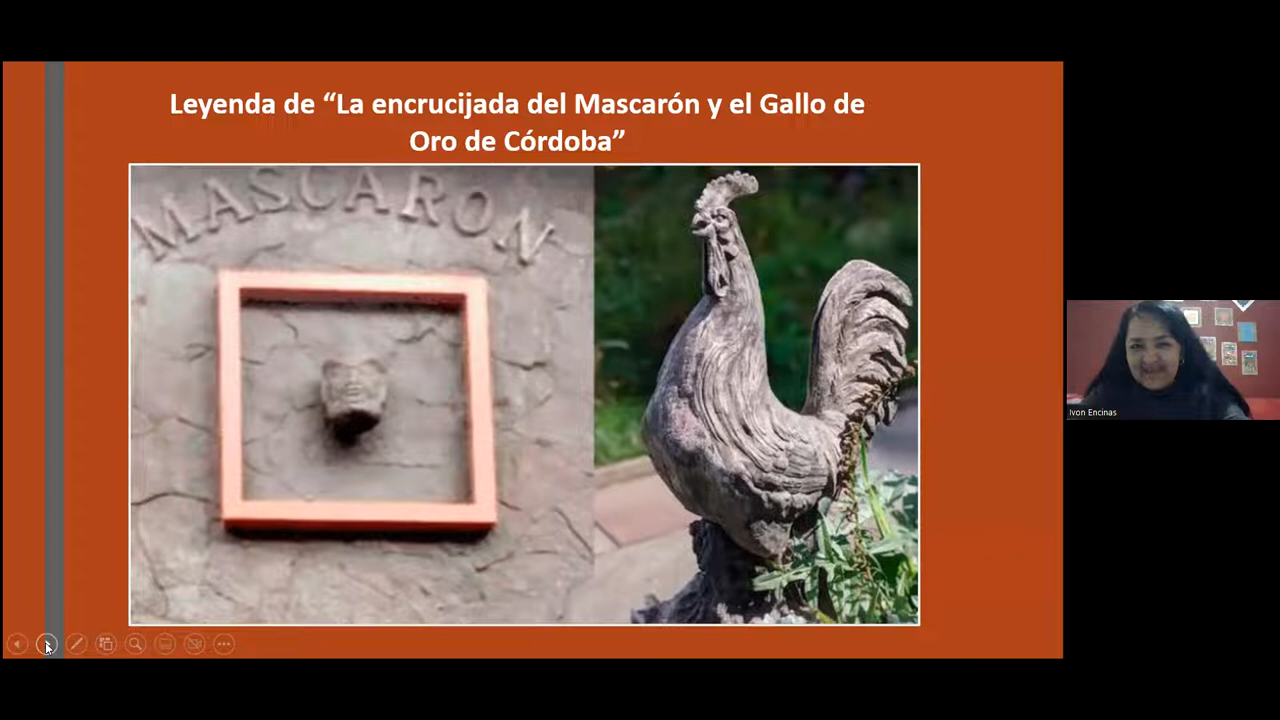 Leyenda de “La encrucijada del Mascarón y el Gallo de
Oro de Córdoba”
MASCARON
Ivon Encinas